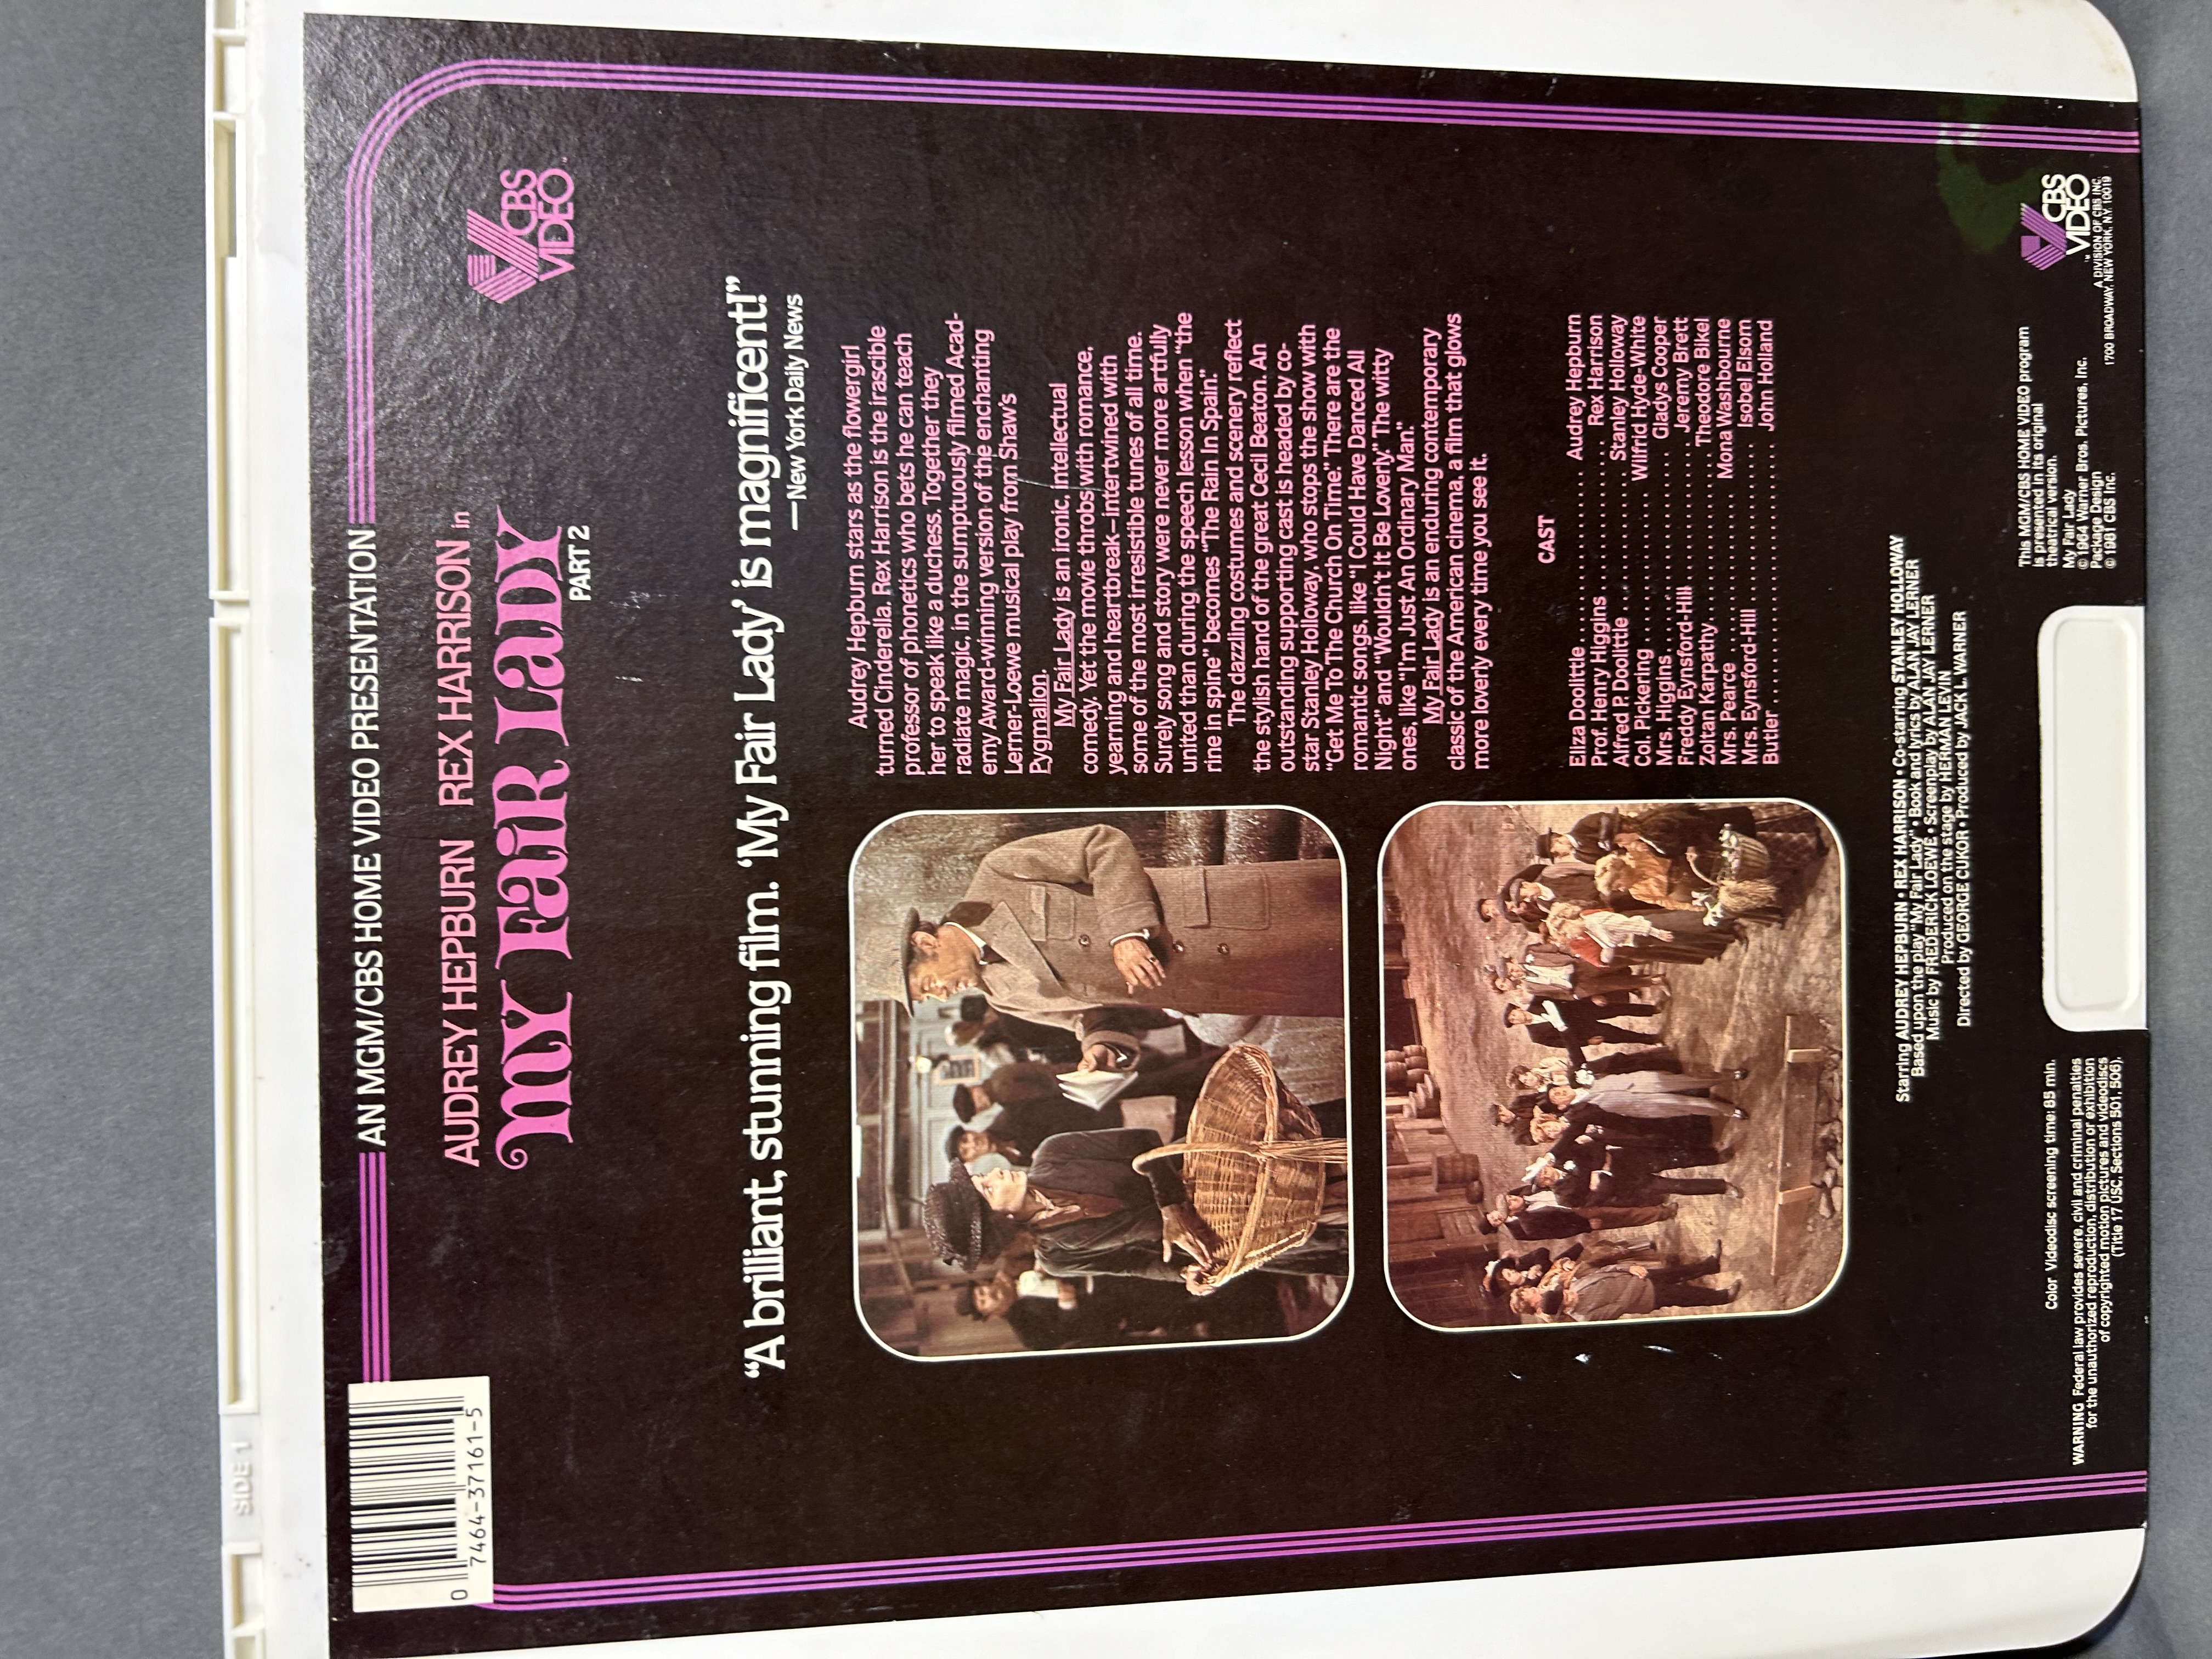 SIDE 1
AN MGM/CBS HOME VIDEO PRESENTATION
0 7464-37161-5
AUDREY HEPBURN REX HARRISON in
MY FAIR LADY
PART 2
CBS
VIDEO™
“A brilliant, stunning film. ‘My Fair Lady’ is magnificent!”
—New York Daily News
Audrey Hepburn stars as the flowergirl
turned Cinderella. Rex Harrison is the irascible
professor of phonetics who bets he can teach
her to speak like a duchess. Together they
radiate magic, in the sumptuously filmed Acad-
emy Award-winning version of the enchanting
Lerner-Loewe musical play from Shaw’s
Pygmalion.
My Fair Lady is an ironic, intellectual
comedy. Yet the movie throbs with romance,
yearning and heartbreak—intertwined with
some of the most irresistible tunes of all time.
Surely song and story were never more artfully
united than during the speech lesson when “the
rine in spine” becomes “The Rain In Spain”.
The dazzling costumes and scenery reflect
the stylish hand of the great Cecil Beaton. An
outstanding supporting cast is headed by co-
star Stanley Holloway, who stops the show with
“Get Me To The Church On Time.” There are the
romantic songs, like “I Could Have Danced All
Night” and “Wouldn’t It Be Loverly.” The witty
ones, like “I’m Just An Ordinary Man.”
My Fair Lady is an enduring contemporary
classic of the American cinema, a film that glows
more loverly every time you see it.
CAST
Eliza Doolittle.......... Audrey Hepburn
Prof. Henry Higgins .......... Rex Harrison
Alfred P. Doolittle .......... Stanley Holloway
Col. Pickering .......... Wilfrid Hyde-White
Mrs. Higgins .......... Gladys Cooper
Freddy Eynsford-Hill .......... Jeremy Brett
Zoltan Karpathy .......... Theodore Bikel
Mrs. Pearce .......... Mona Washbourne
Mrs. Eynsford-Hill .......... Isobel Elsom
Butler .......... John Holland
Starring AUDREY HEPBURN • REX HARRISON • Co-starring STANLEY HOLLOWAY
Based upon the play “My Fair Lady” • Book and lyrics by ALAN JAY LERNER
Music by FREDERICK LOEWE • Screenplay by ALAN JAY LERNER
Produced on the stage by HERMAN LEVIN
Directed by GEORGE CUKOR • Produced by JACK L. WARNER
Color Videodisc screening time: 85 min.
WARNING Federal law provides severe, civil and criminal penalties
for the unauthorized reproduction, distribution or exhibition
of copyrighted motion pictures and videodiscs
(Title 17 USC, Sections 501, 506).
This MGM/CBS HOME VIDEO program
is presented in its original
theatrical version.
My Fair Lady
© 1964 Warner Bros. Pictures, Inc.
Package Design
© 1981 CBS Inc.
CBS
™VIDEO
A DIVISION OF CBS INC.
1700 BROADWAY, NEW YORK, NY. 10019